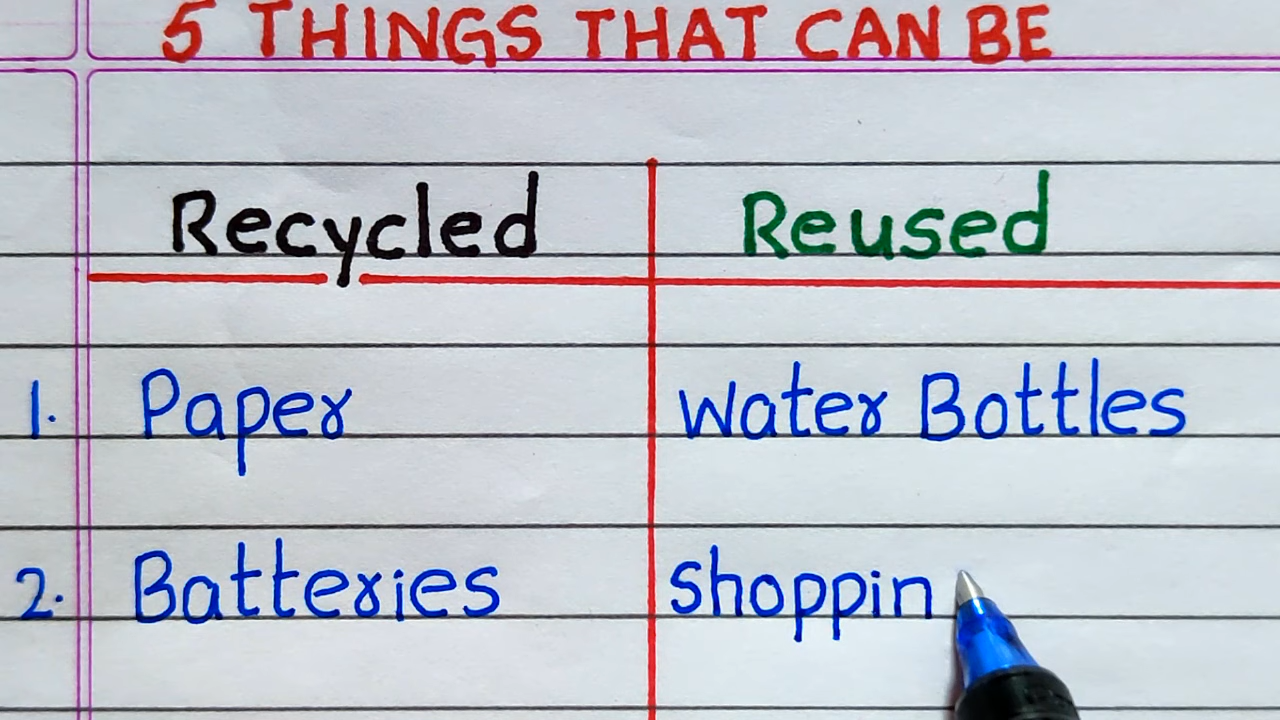 5 THINGS THAT CAN BE
Recycled Reused
1. Paper Water Bottles
2. Batteries Shoppin